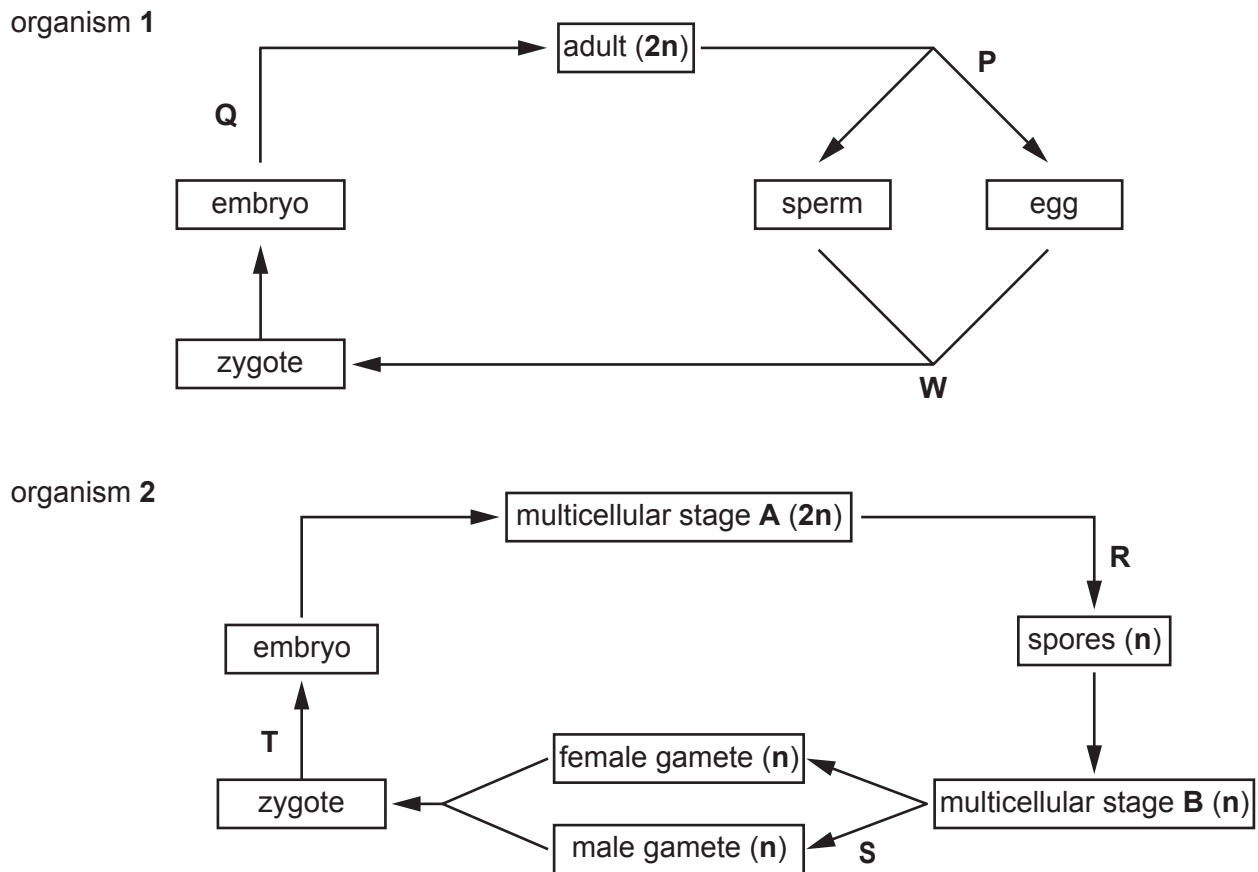 organism 1
adult (2n)
P
Q
embryo
sperm
egg
zygote
W
organism 2
multicellular stage A (2n)
R
spores (n)
embryo
T
female gamete (n)
zygote
multicellular stage B (n)
male gamete (n)
S